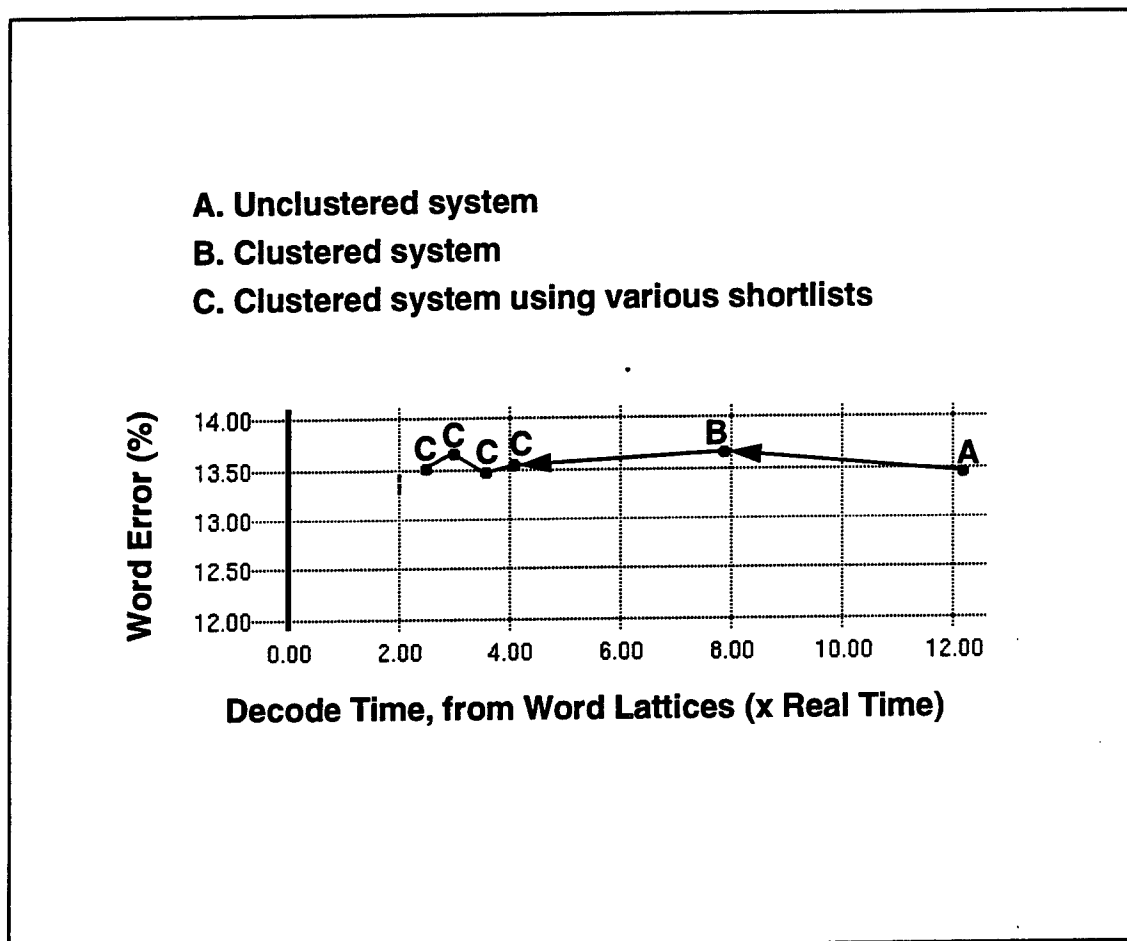 A. Unclustered system
B. Clustered system
C. Clustered system using various shortlists
Word Error (%)
14.00
13.50
13.00
12.50
12.00
C C C C B A
0.00 2.00 4.00 6.00 8.00 10.00 12.00
Decode Time, from Word Lattices (x Real Time)